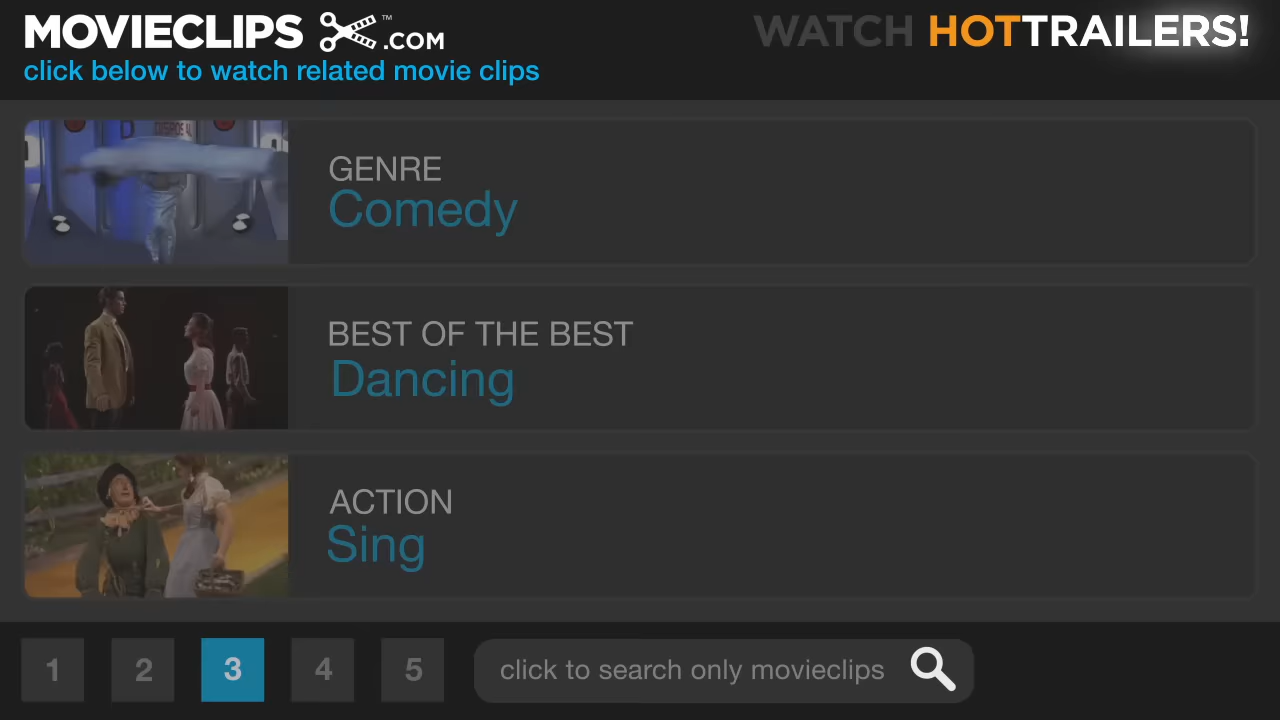 MOVIECLIPS ™ .COM
WATCH HOTTRAILERS!
click below to watch related movie clips
GENRE
Comedy
BEST OF THE BEST
Dancing
ACTION
Sing
1 2 3 4 5
click to search only movieclips